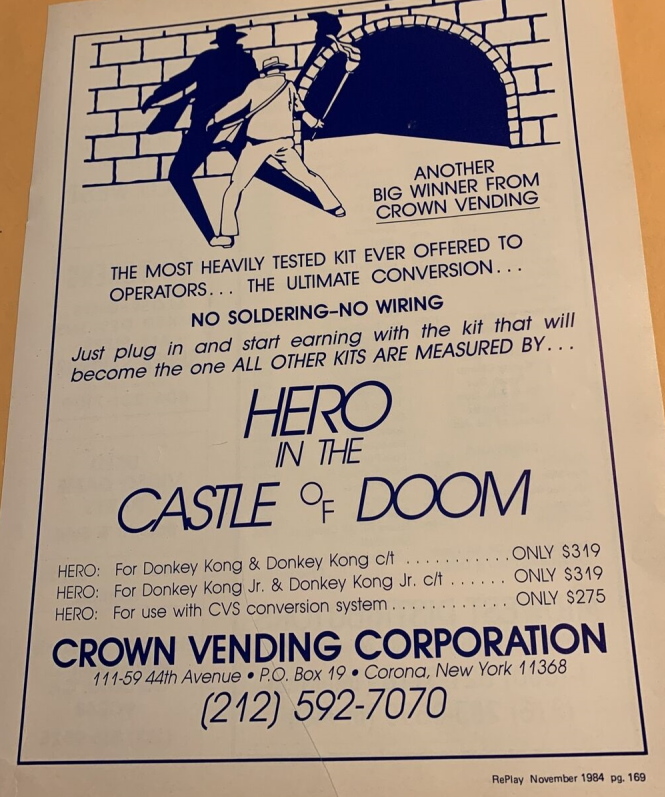 ANOTHER
BIG WINNER FROM
CROWN VENDING
THE MOST HEAVILY TESTED KIT EVER OFFERED TO
OPERATORS... THE ULTIMATE CONVERSION...
NO SOLDERING–NO WIRING
Just plug in and start earning with the kit that will
become the one ALL OTHER KITS ARE MEASURED BY...
HERO
IN THE
CASTLE OF DOOM
HERO: For Donkey Kong & Donkey Kong c/t ........... ONLY $319
HERO: For Donkey Kong Jr. & Donkey Kong Jr. c/t ...... ONLY $319
HERO: For use with CVS conversion system ............ ONLY $275
CROWN VENDING CORPORATION
111-59 44th Avenue • P.O. Box 19 • Corona, New York 11368
(212) 592-7070
RePlay November 1984 pg. 169